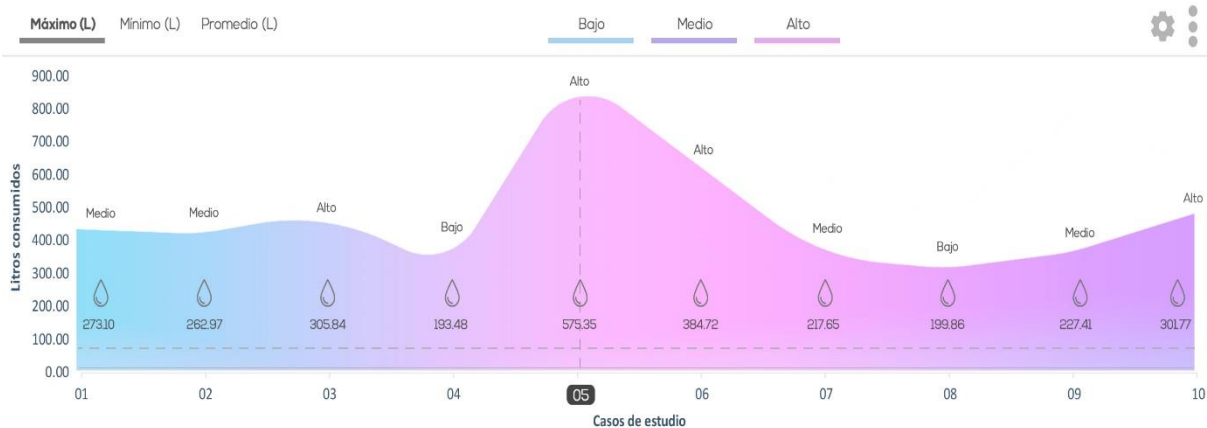 Máximo (L) Mínimo (L) Promedio (L) Bajo Medio Alto
900.00
800.00
700.00
600.00
500.00
400.00
300.00
200.00
100.00
0.00
Litros consumidos
Medio Medio Alto Bajo Alto Alto Medio Bajo Medio Alto
273.10 262.97 305.84 193.48 575.35 384.72 217.65 199.86 227.41 301.77
01 02 03 04 05 06 07 08 09 10
Casos de estudio